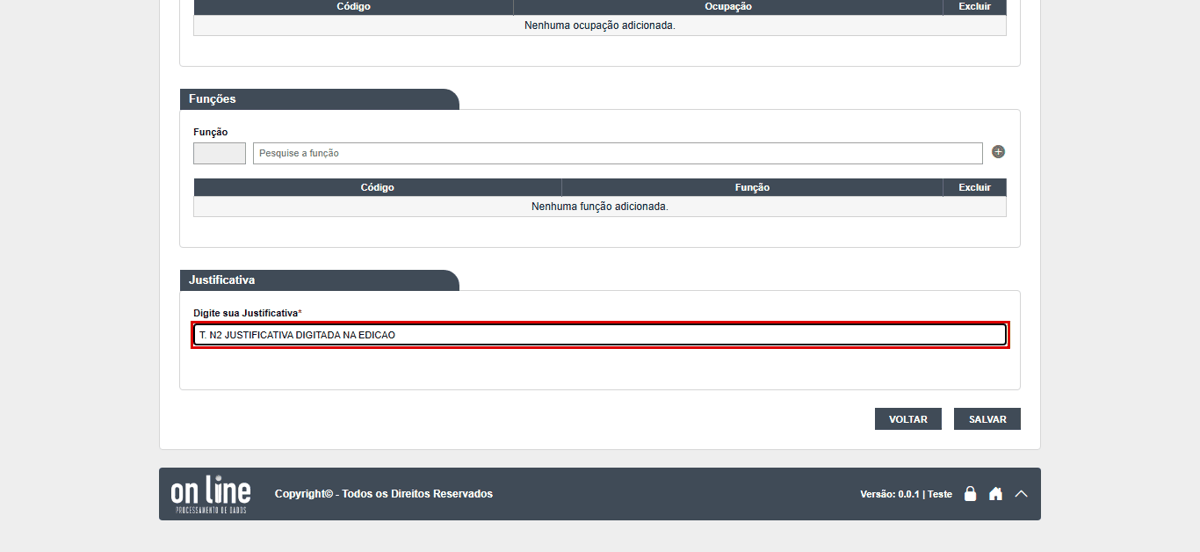 Código Ocupação Excluir
Nenhuma ocupação adicionada.
Funções
Função
Pesquise a função
Código Função Excluir
Nenhuma função adicionada.
Justificativa
Digite sua Justificativa*
T. N2 JUSTIFICATIVA DIGITADA NA EDICAO
VOLTAR SALVAR
on line
PROCESSAMENTO DE DADOS
Copyright© - Todos os Direitos Reservados
Versão: 0.0.1 | Teste